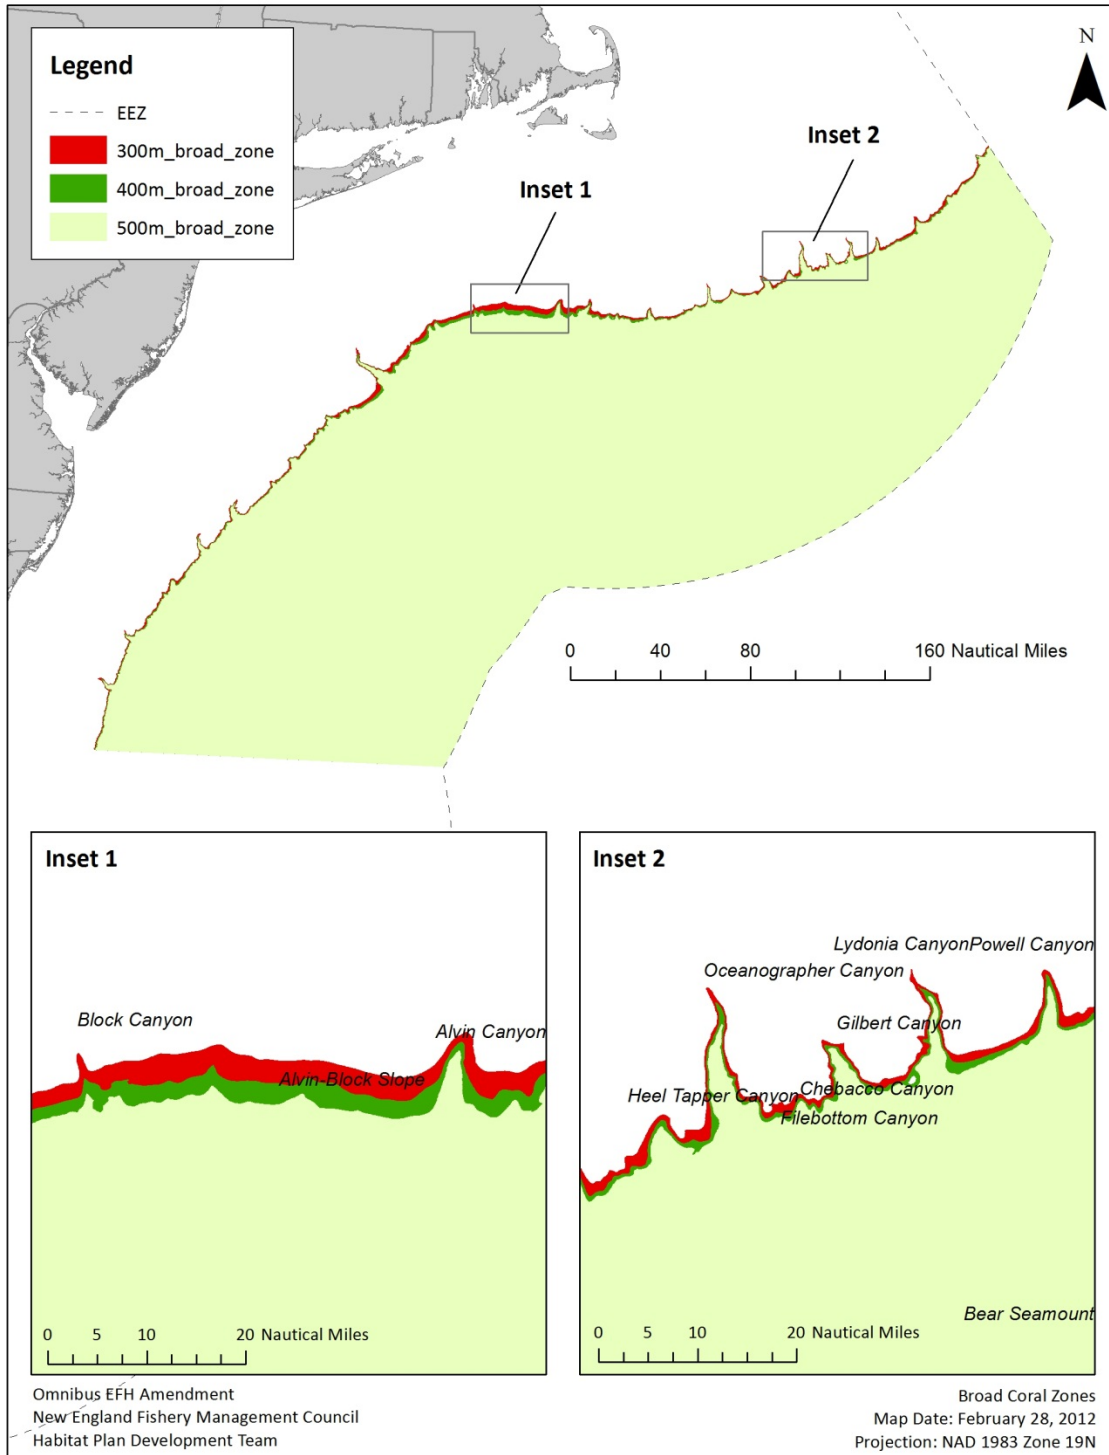 N
Legend
EEZ
300m_broad_zone
400m_broad_zone
500m_broad_zone
Inset 2
Inset 1
0 40 80 160 Nautical Miles
Inset 1
Block Canyon
Alvin Canyon
Alvin-Block Slope
0 5 10 20 Nautical Miles
Inset 2
Lydonia Canyon Powell Canyon
Oceanographer Canyon
Gilbert Canyon
Heel Tapper Canyon Chebacco Canyon
Filebottom Canyon
Bear Seamount
0 5 10 20 Nautical Miles
Omnibus EFH Amendment
New England Fishery Management Council
Habitat Plan Development Team
Broad Coral Zones
Map Date: February 28, 2012
Projection: NAD 1983 Zone 19N